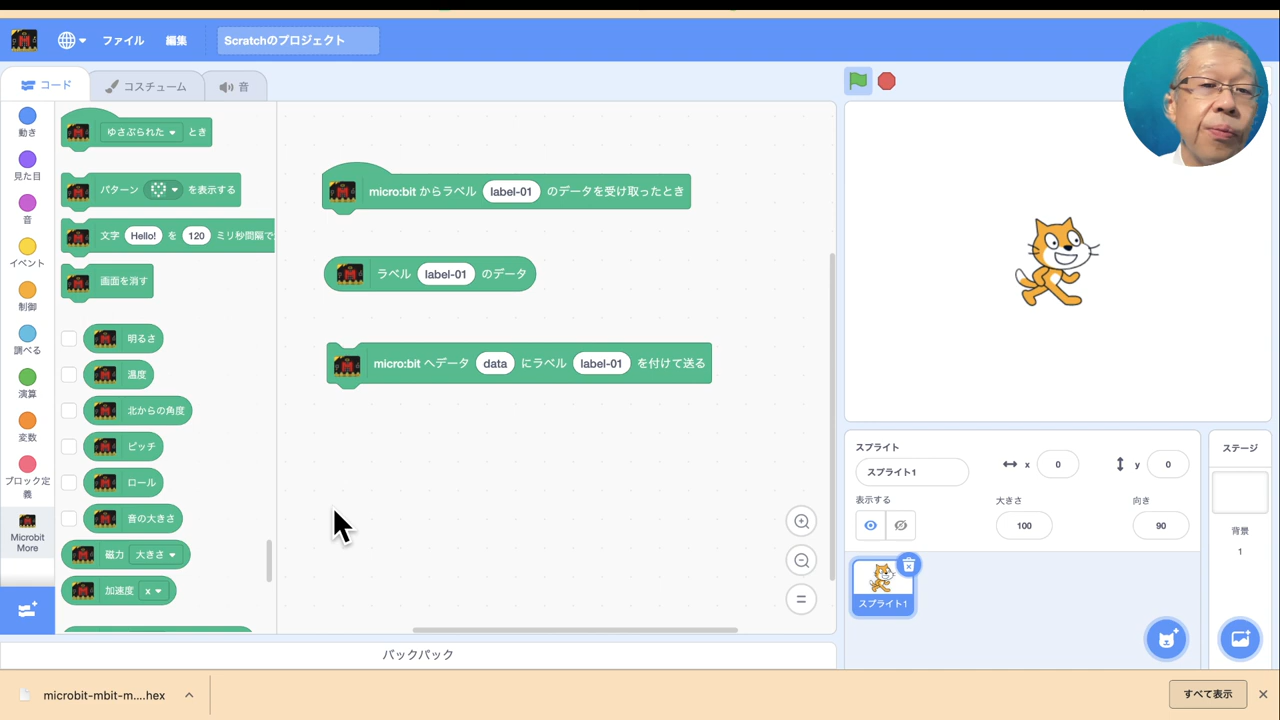 ファイル
編集
Scratchのプロジェクト
コード
コスチューム
音
動き
見た目
音
イベント
制御
調べる
演算
変数
ブロック定
義
Microbit
More
ゆさぶられた とき
パターン を表示する
文字 Hello! を 120 ミリ秒間隔で
画面を消す
明るさ
温度
北からの角度
ピッチ
ロール
音の大きさ
磁力 大きさ
加速度 x
micro:bit からラベル label-01 のデータを受け取ったとき
ラベル label-01 のデータ
micro:bit へデータ data にラベル label-01 を付けて送る
バックパック
スプライト
スプライト1
x 0
y 0
表示する
大きさ
100
向き
90
スプライト1
ステージ
背景
1
microbit-mbit-m....hex
すべて表示